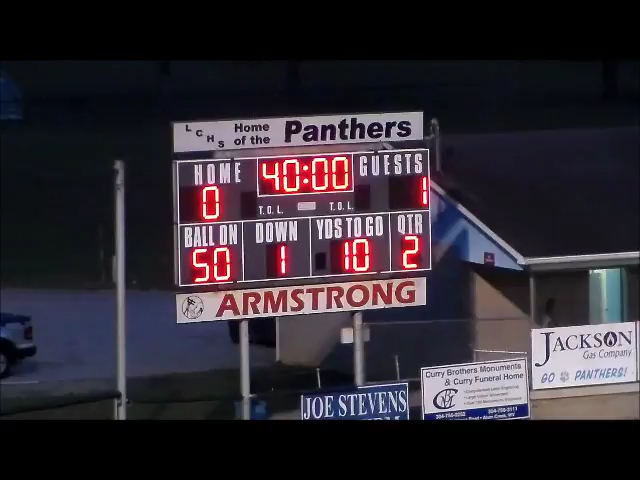 LCHS Home of the Panthers
HOME 40:00 GUESTS
0 T.O.L. T.O.L. 1
BALL ON DOWN YDS TO GO QTR
50 1 10 2
ARMSTRONG
JACKSON
Gas Company
GO PANTHERS!
Curry Brothers Monuments
& Curry Funeral Home
JOE STEVENS